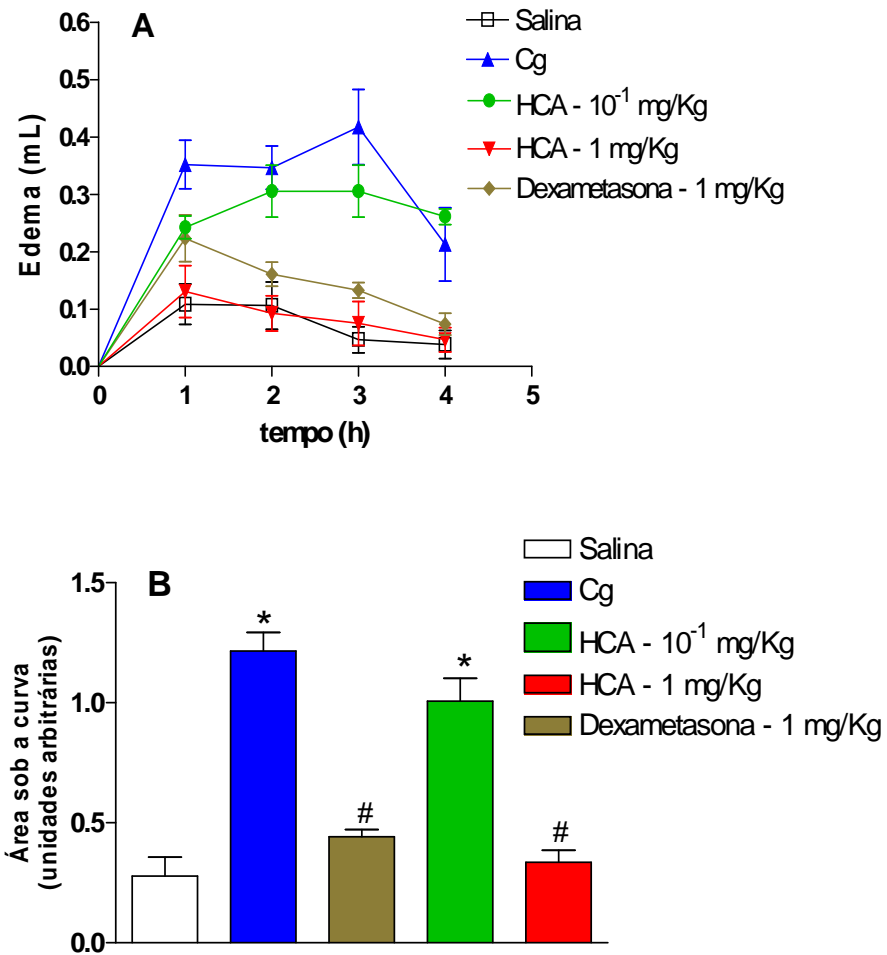 A
Salina
Cg
HCA - 10⁻¹ mg/Kg
HCA - 1 mg/Kg
Dexametasona - 1 mg/Kg
Edema (mL)
0.6
0.5
0.4
0.3
0.2
0.1
0.0
0 1 2 3 4 5
tempo (h)
B
Salina
Cg
HCA - 10⁻¹ mg/Kg
HCA - 1 mg/Kg
Dexametasona - 1 mg/Kg
Área sob a curva
(unidades arbitrárias)
1.5
1.0
0.5
0.0
* # * #